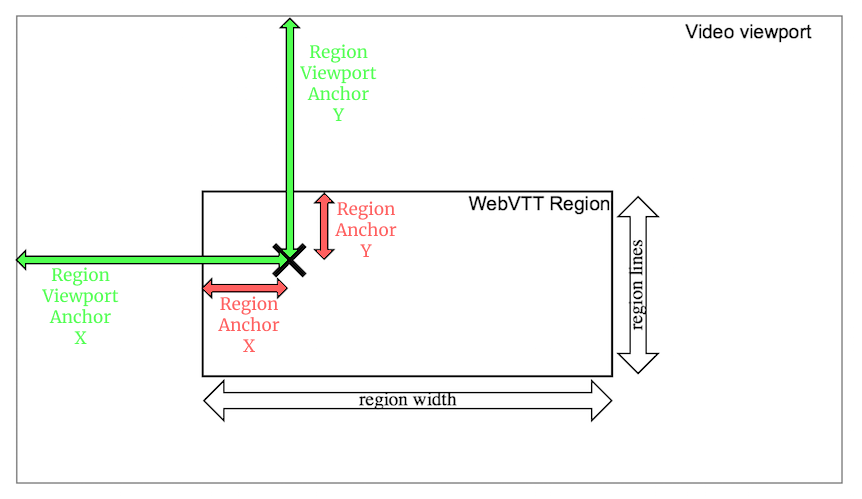 Video viewport
Region
Viewport
Anchor
Y
WebVTT Region
Region
Anchor
Y
region lines
Region
Viewport
Anchor
X
Region
Anchor
X
region width